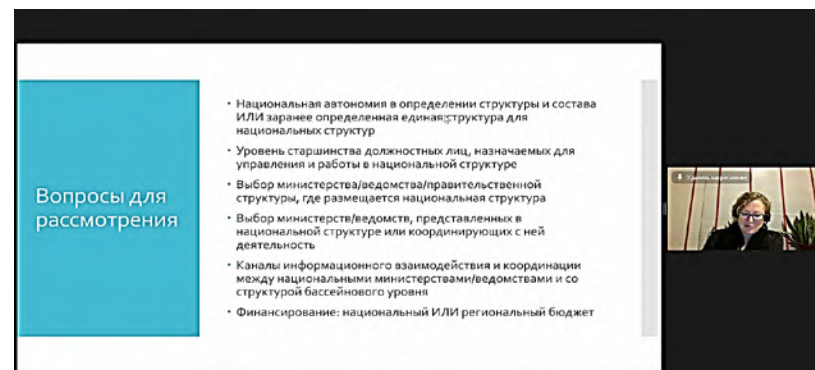 Вопросы для
рассмотрения
• Национальная автономия в определении структуры и состава
ИЛИ заранее определенная единая структура для
национальных структур
• Уровень старшинства должностных лиц, назначаемых для
управления и работы в национальной структуре
• Выбор министерства/ведомства/правительственной
структуры, где размещается национальная структура
• Выбор министерств/ведомств, представленных в
национальной структуре или координирующих с ней
деятельность
• Каналы информационного взаимодействия и координации
между национальными министерствами/ведомствами и со
структурой бассейнового уровня
• Финансирование: национальный ИЛИ региональный бюджет
Удалить закрепление